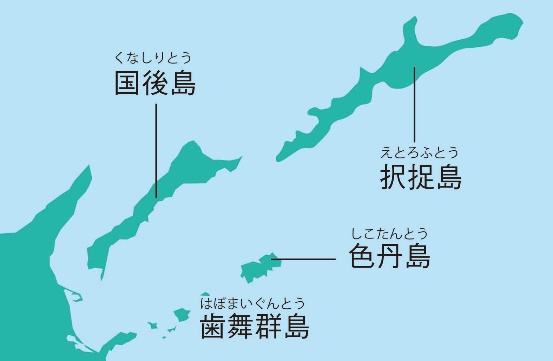 くなしりとう
国後島
えとろふとう
択捉島
しこたんとう
色丹島
はぼまいぐんとう
歯舞群島